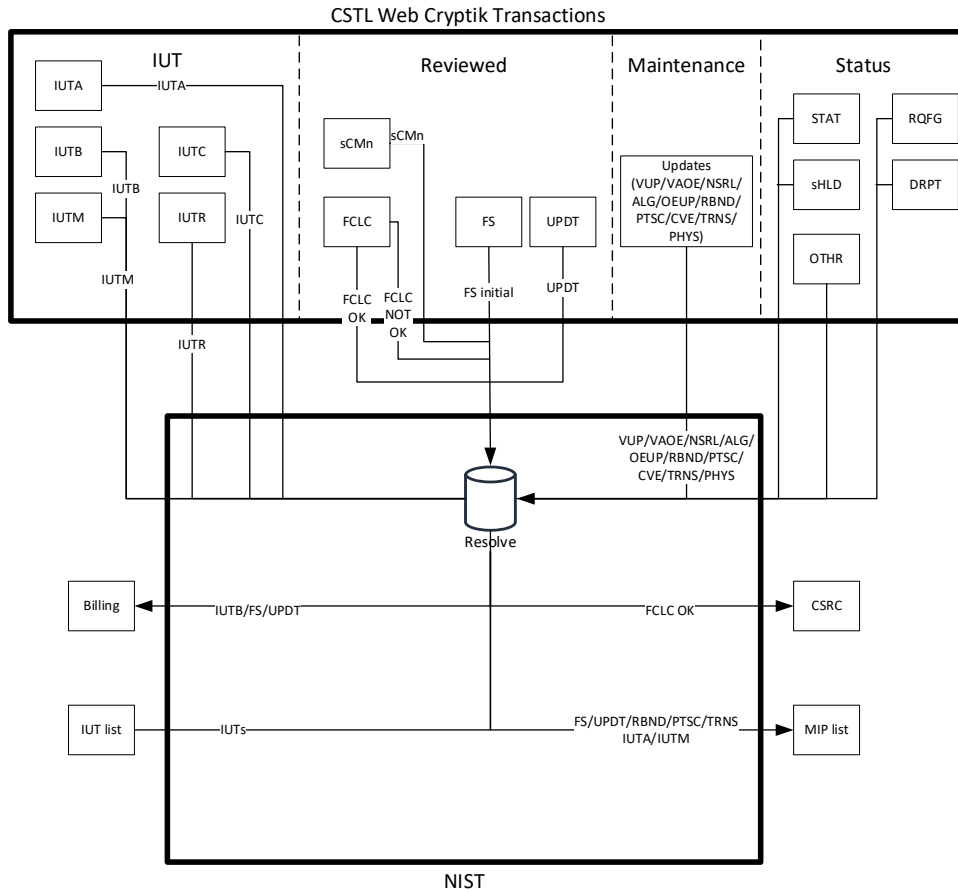 CSTL Web Cryptik Transactions
IUT
Reviewed
Maintenance
Status
IUTA
IUTA
IUTB
IUTB
IUTC
IUTC
IUTM
IUTM
IUTR
IUTR
sCMn
sCMn
FCLC
FCLC
OK
FCLC
NOT
OK
FS
FS initial
UPDT
UPDT
Updates
(VUP/VAOE/NSRL/
ALG/OEUP/RBND/
PTSC/CVE/TRNS/
PHYS)
STAT
RQFG
sHLD
DRPT
OTHR
VUP/VAOE/NSRL/ALG/
OEUP/RBND/PTSC/
CVE/TRNS/PHYS
Resolve
Billing
IUTB/FS/UPDT
FCLC OK
CSRC
IUT list
IUTs
FS/UPDT/RBND/PTSC/TRNS
IUTA/IUTM
MIP list
NIST